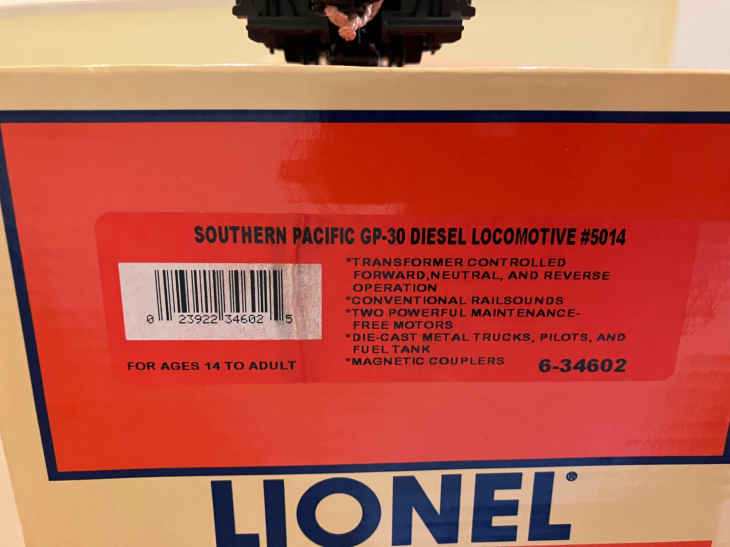 SOUTHERN PACIFIC GP-30 DIESEL LOCOMOTIVE #5014
*TRANSFORMER CONTROLLED
FORWARD,NEUTRAL, AND REVERSE
OPERATION
*CONVENTIONAL RAILSOUNDS
*TWO POWERFUL MAINTENANCE-
FREE MOTORS
*DIE-CAST METAL TRUCKS, PILOTS, AND
FUEL TANK
*MAGNETIC COUPLERS
0 23922 34602 5
FOR AGES 14 TO ADULT
6-34602
LIONEL®